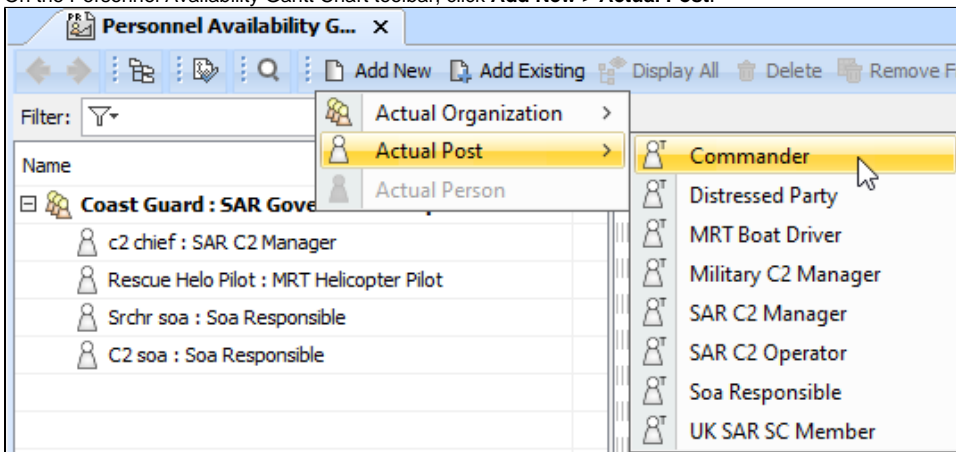 On the Personnel Availability Gantt Chart toolbar, click Add New > Actual Post.
Personnel Availability G... X
Add New Add Existing Display All Delete Remove F
Filter:
Actual Organization >
Actual Post >
Actual Person
Name
Coast Guard : SAR Gove
c2 chief : SAR C2 Manager
Rescue Helo Pilot : MRT Helicopter Pilot
Srchr soa : Soa Responsible
C2 soa : Soa Responsible
Commander
Distressed Party
MRT Boat Driver
Military C2 Manager
SAR C2 Manager
SAR C2 Operator
Soa Responsible
UK SAR SC Member